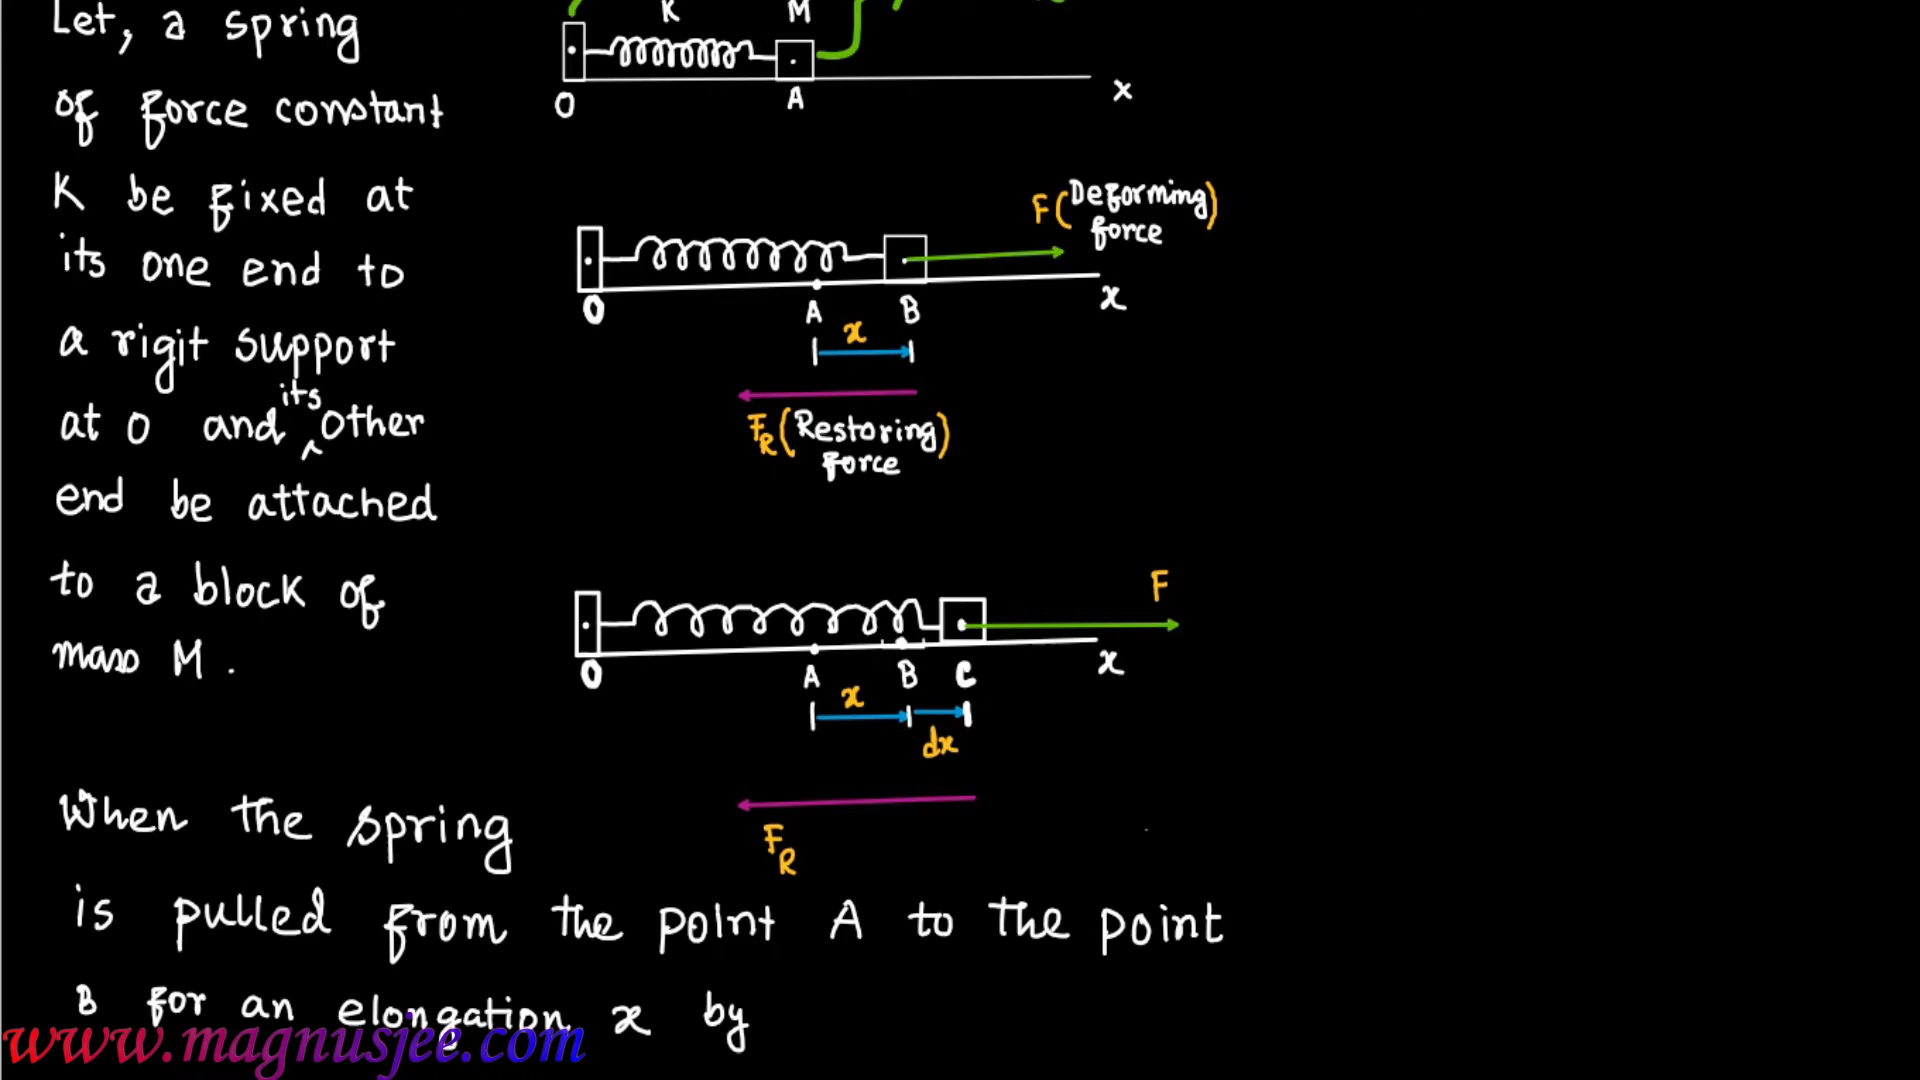 Let, a spring
of force constant
K be fixed at
its one end to
a rigit support
at O and its other
end be attached
to a block of
mass M.
K M
O A x
F (Deforming force)
O A B x
x
FR (Restoring force)
F
O A B C x
x dx
FR
When the spring
is pulled from the point A to the point
B for an elongation x by
www.magnusjee.com